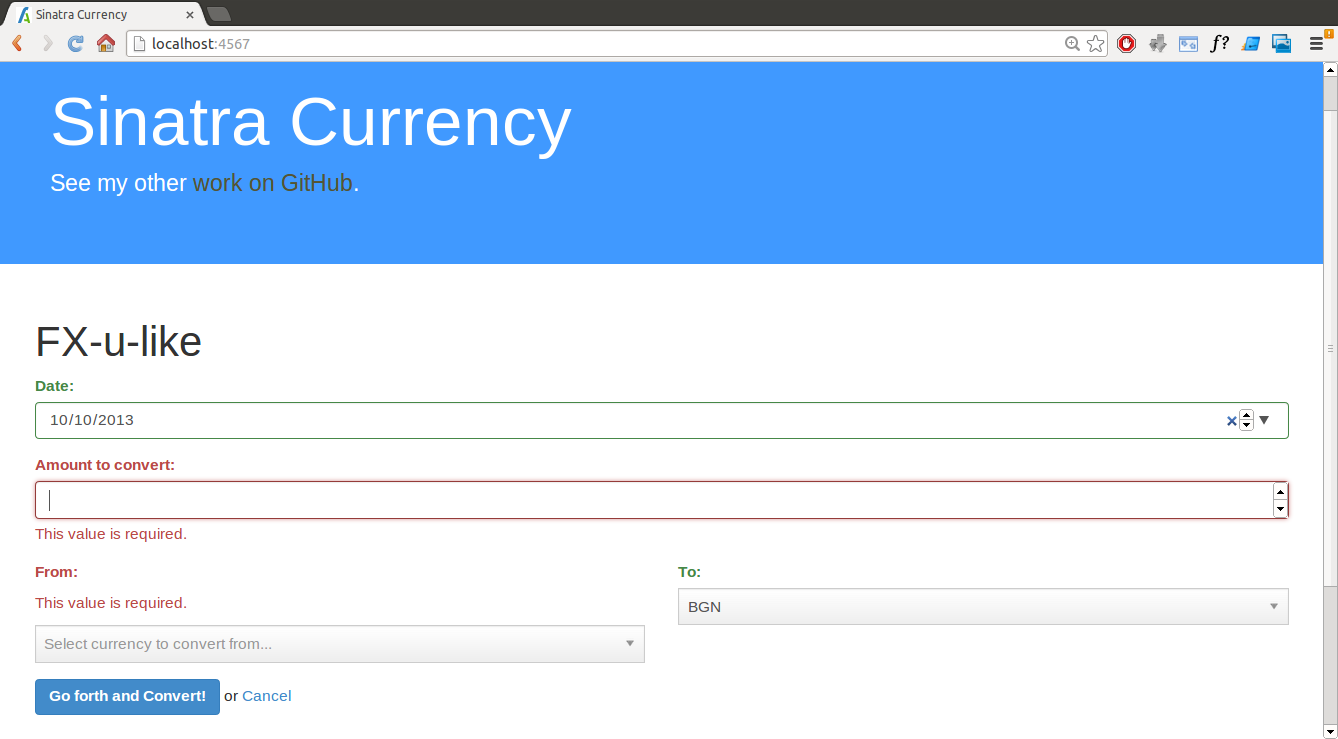 Sinatra Currency
localhost:4567
f?
Sinatra Currency
See my other work on GitHub.
FX-u-like
Date:
10/10/2013
Amount to convert:
This value is required.
From:
To:
This value is required.
BGN
Select currency to convert from...
Go forth and Convert! or Cancel